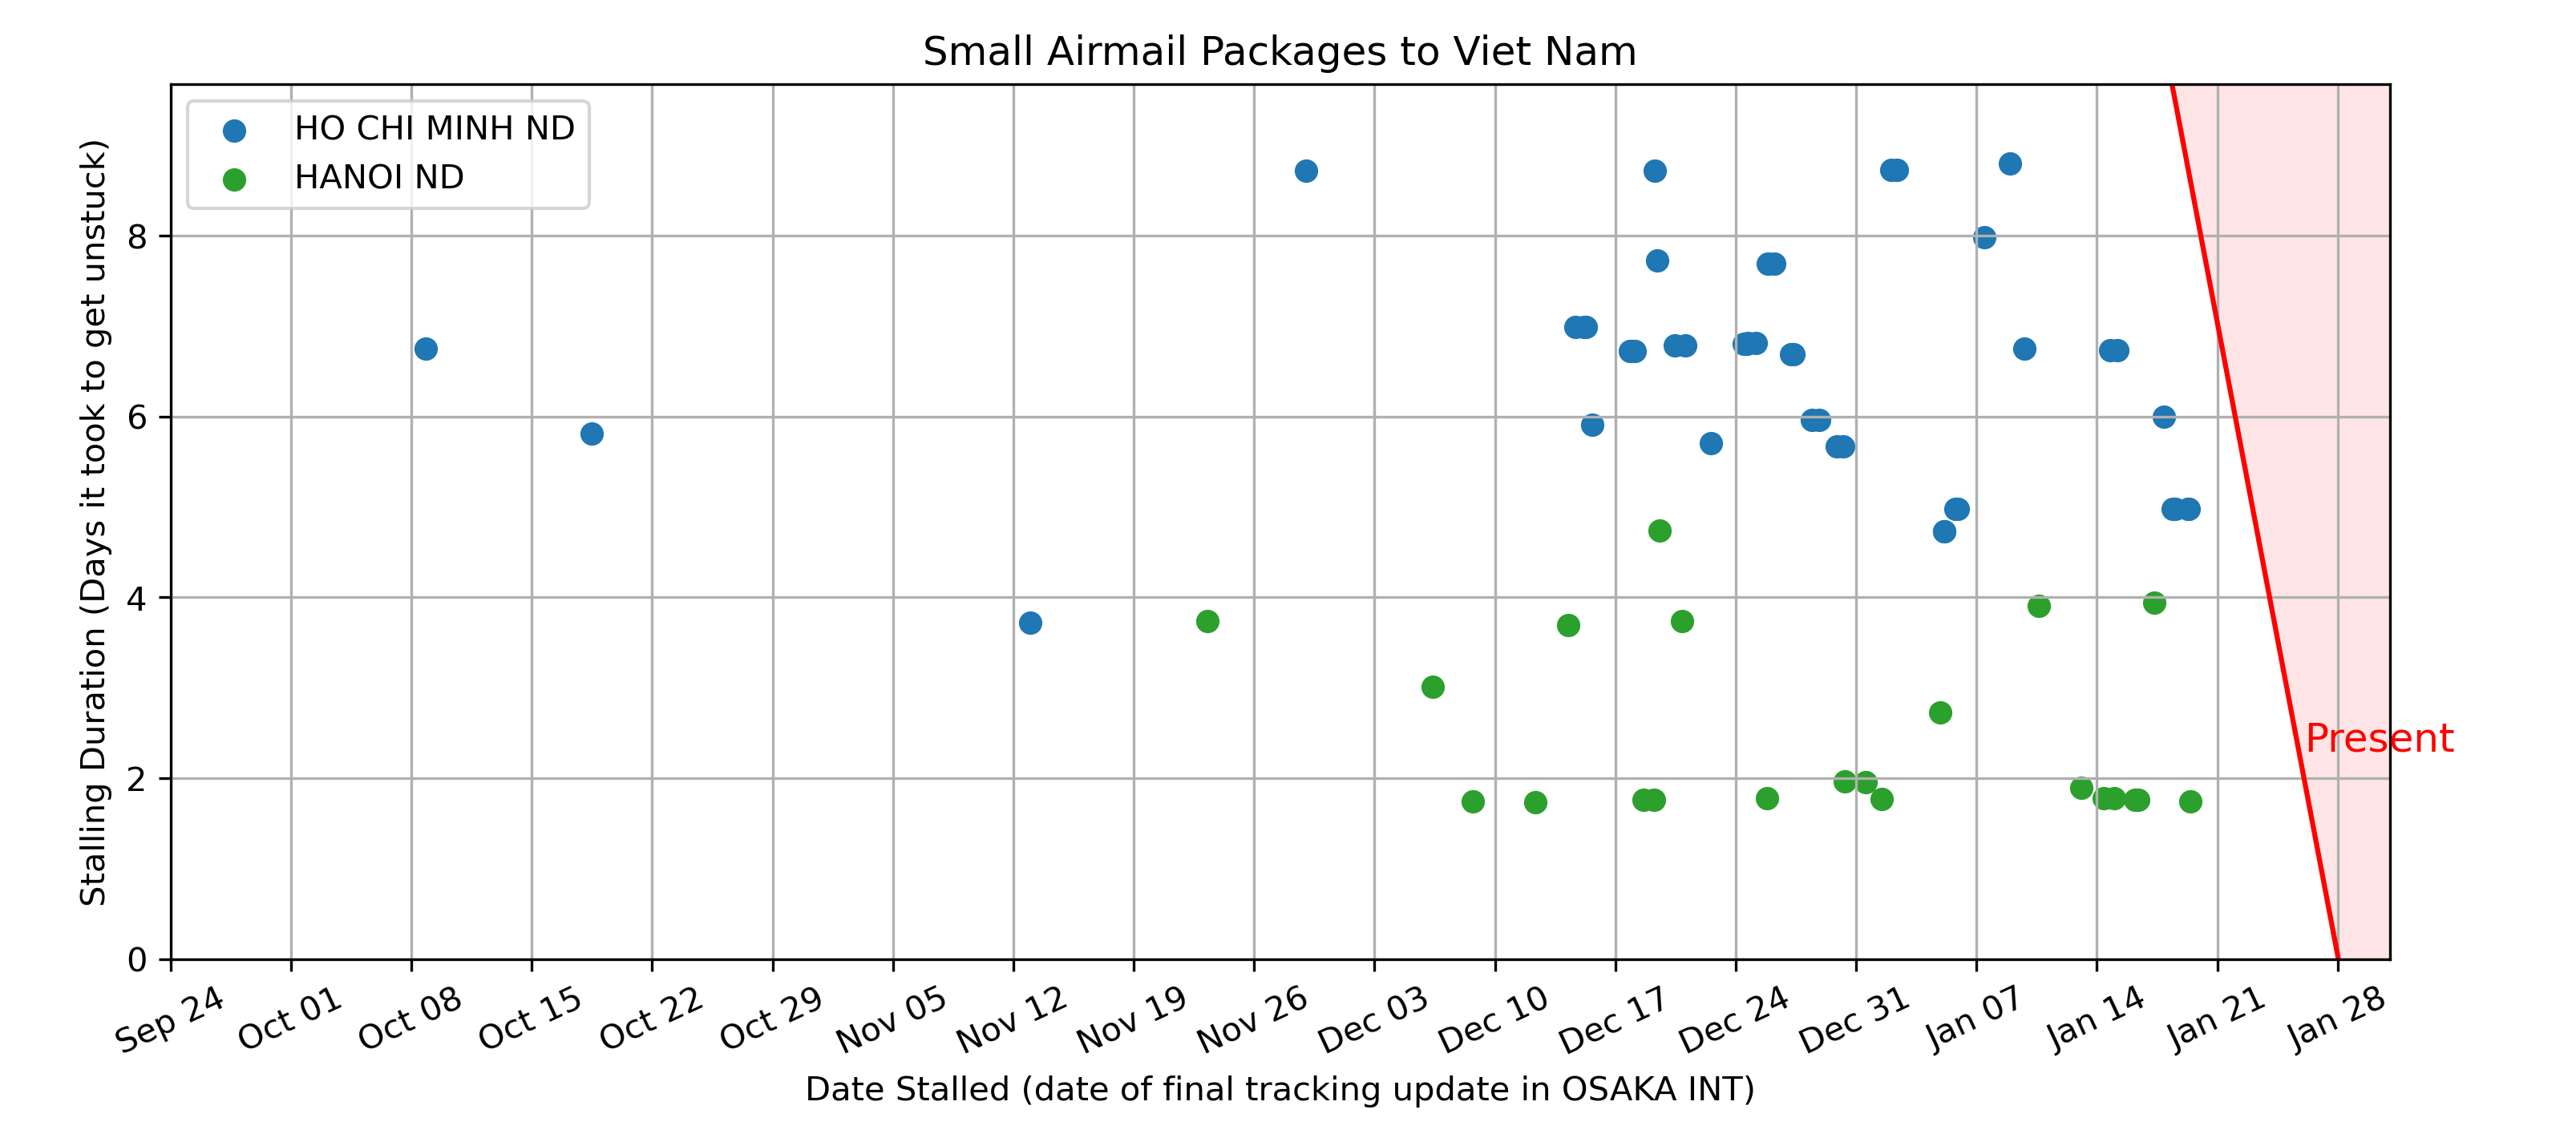 Small Airmail Packages to Viet Nam
HO CHI MINH ND
HANOI ND
Stalling Duration (Days it took to get unstuck)
8
6
4
2
0
Present
Sep 24
Oct 01
Oct 08
Oct 15
Oct 22
Oct 29
Nov 05
Nov 12
Nov 19
Nov 26
Dec 03
Dec 10
Dec 17
Dec 24
Dec 31
Jan 07
Jan 14
Jan 21
Jan 28
Date Stalled (date of final tracking update in OSAKA INT)